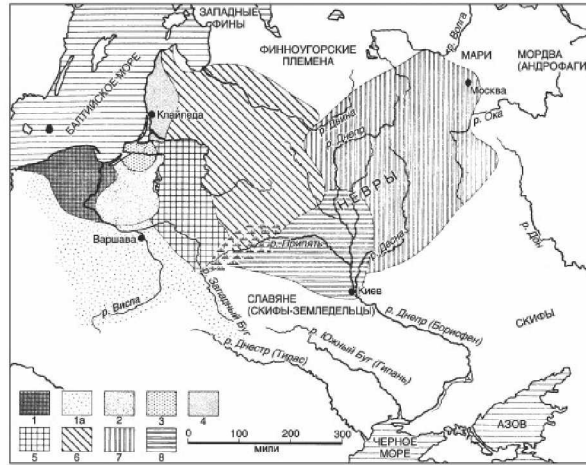 ЗАПАДНЫЕ
ФИНЫ
ФИННОУГОРСКИЕ
ПЛЕМЕНА
р. Волга
МАРИ
МОРДВА
(АНДРОФАГИ)
Москва
р. Ока
БАЛТИЙСКОЕ МОРЕ
Клайпеда
р. Двина
р. Днепр
НЕВРЫ
р. Десна
р. Припять
р. Дон
Варшава
р. Висла
Западный Буг
Киев
СЛАВЯНЕ
(СКИФЫ-ЗЕМЛЕДЕЛЬЦЫ)
р. Днепр (Борисфен)
СКИФЫ
р. Южный Буг (Гипань)
р. Днестр (Тирас)
АЗОВ
ЧЕРНОЕ
МОРЕ
1 1а 2 3 4
5 6 7 8
0 100 200 300
мили